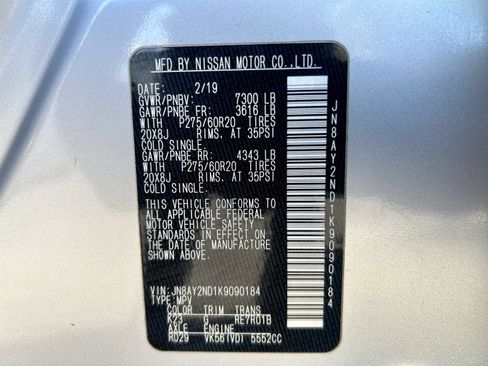 MFD BY NISSAN MOTOR CO.,LTD.
DATE: 2/19
GVWR/PNBV: 7300 LB
GAWR/PNBE FR: 3616 LB
WITH P275/60R20 TIRES
20X8J RIMS. AT 35PSI
COLD SINGLE.
GAWR/PNBE RR: 4343 LB
WITH P275/60R20 TIRES
20X8J RIMS. AT 35PSI
COLD SINGLE.
THIS VEHICLE CONFORMS TO
ALL APPLICABLE FEDERAL
MOTOR VEHICLE SAFETY
STANDARDS IN EFFECT ON THE
DATE OF MANUFACTURE
SHOWN ABOVE.
VIN: JN8AY2ND1K9090184
TYPE:MPV
COLOR TRIM TRANS
K23 G RE7R01B
AXLE ENGINE
RD29 VK56(VD) 5552CC
JN8AY2ND1K9090184